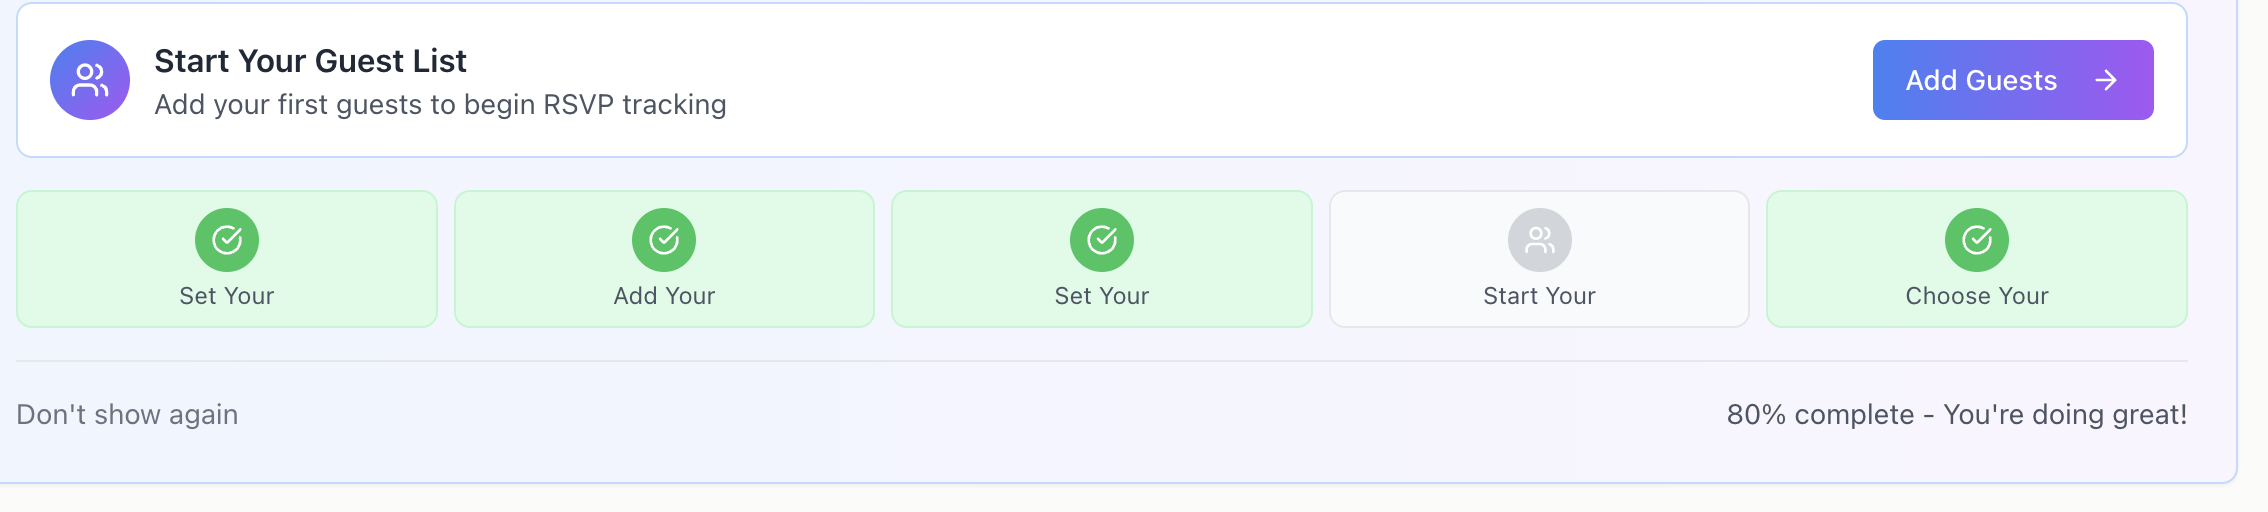 Start Your Guest List
Add your first guests to begin RSVP tracking
Add Guests
Set Your
Add Your
Set Your
Start Your
Choose Your
Don't show again
80% complete - You're doing great!